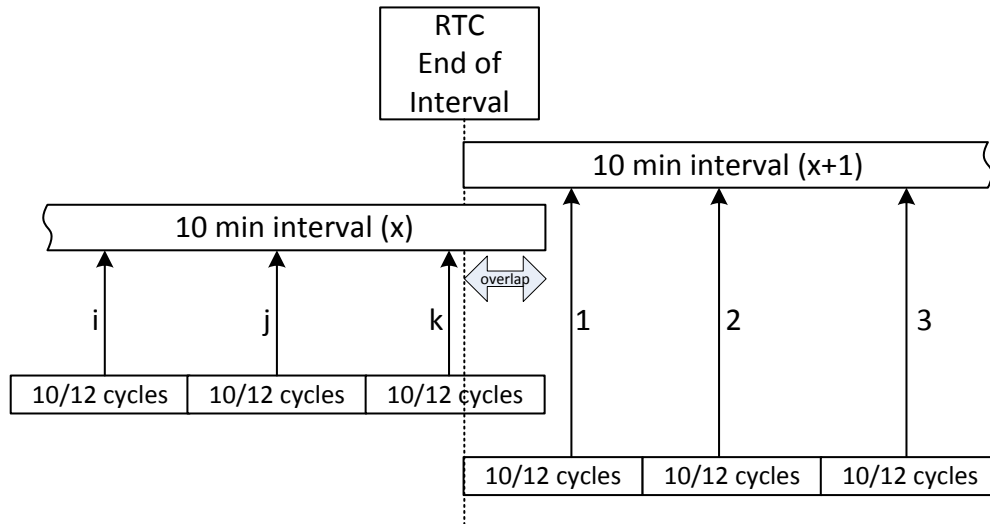 RTC
End of
Interval
10 min interval (x+1)
10 min interval (x)
overlap
i
j
k
1
2
3
10/12 cycles
10/12 cycles
10/12 cycles
10/12 cycles
10/12 cycles
10/12 cycles